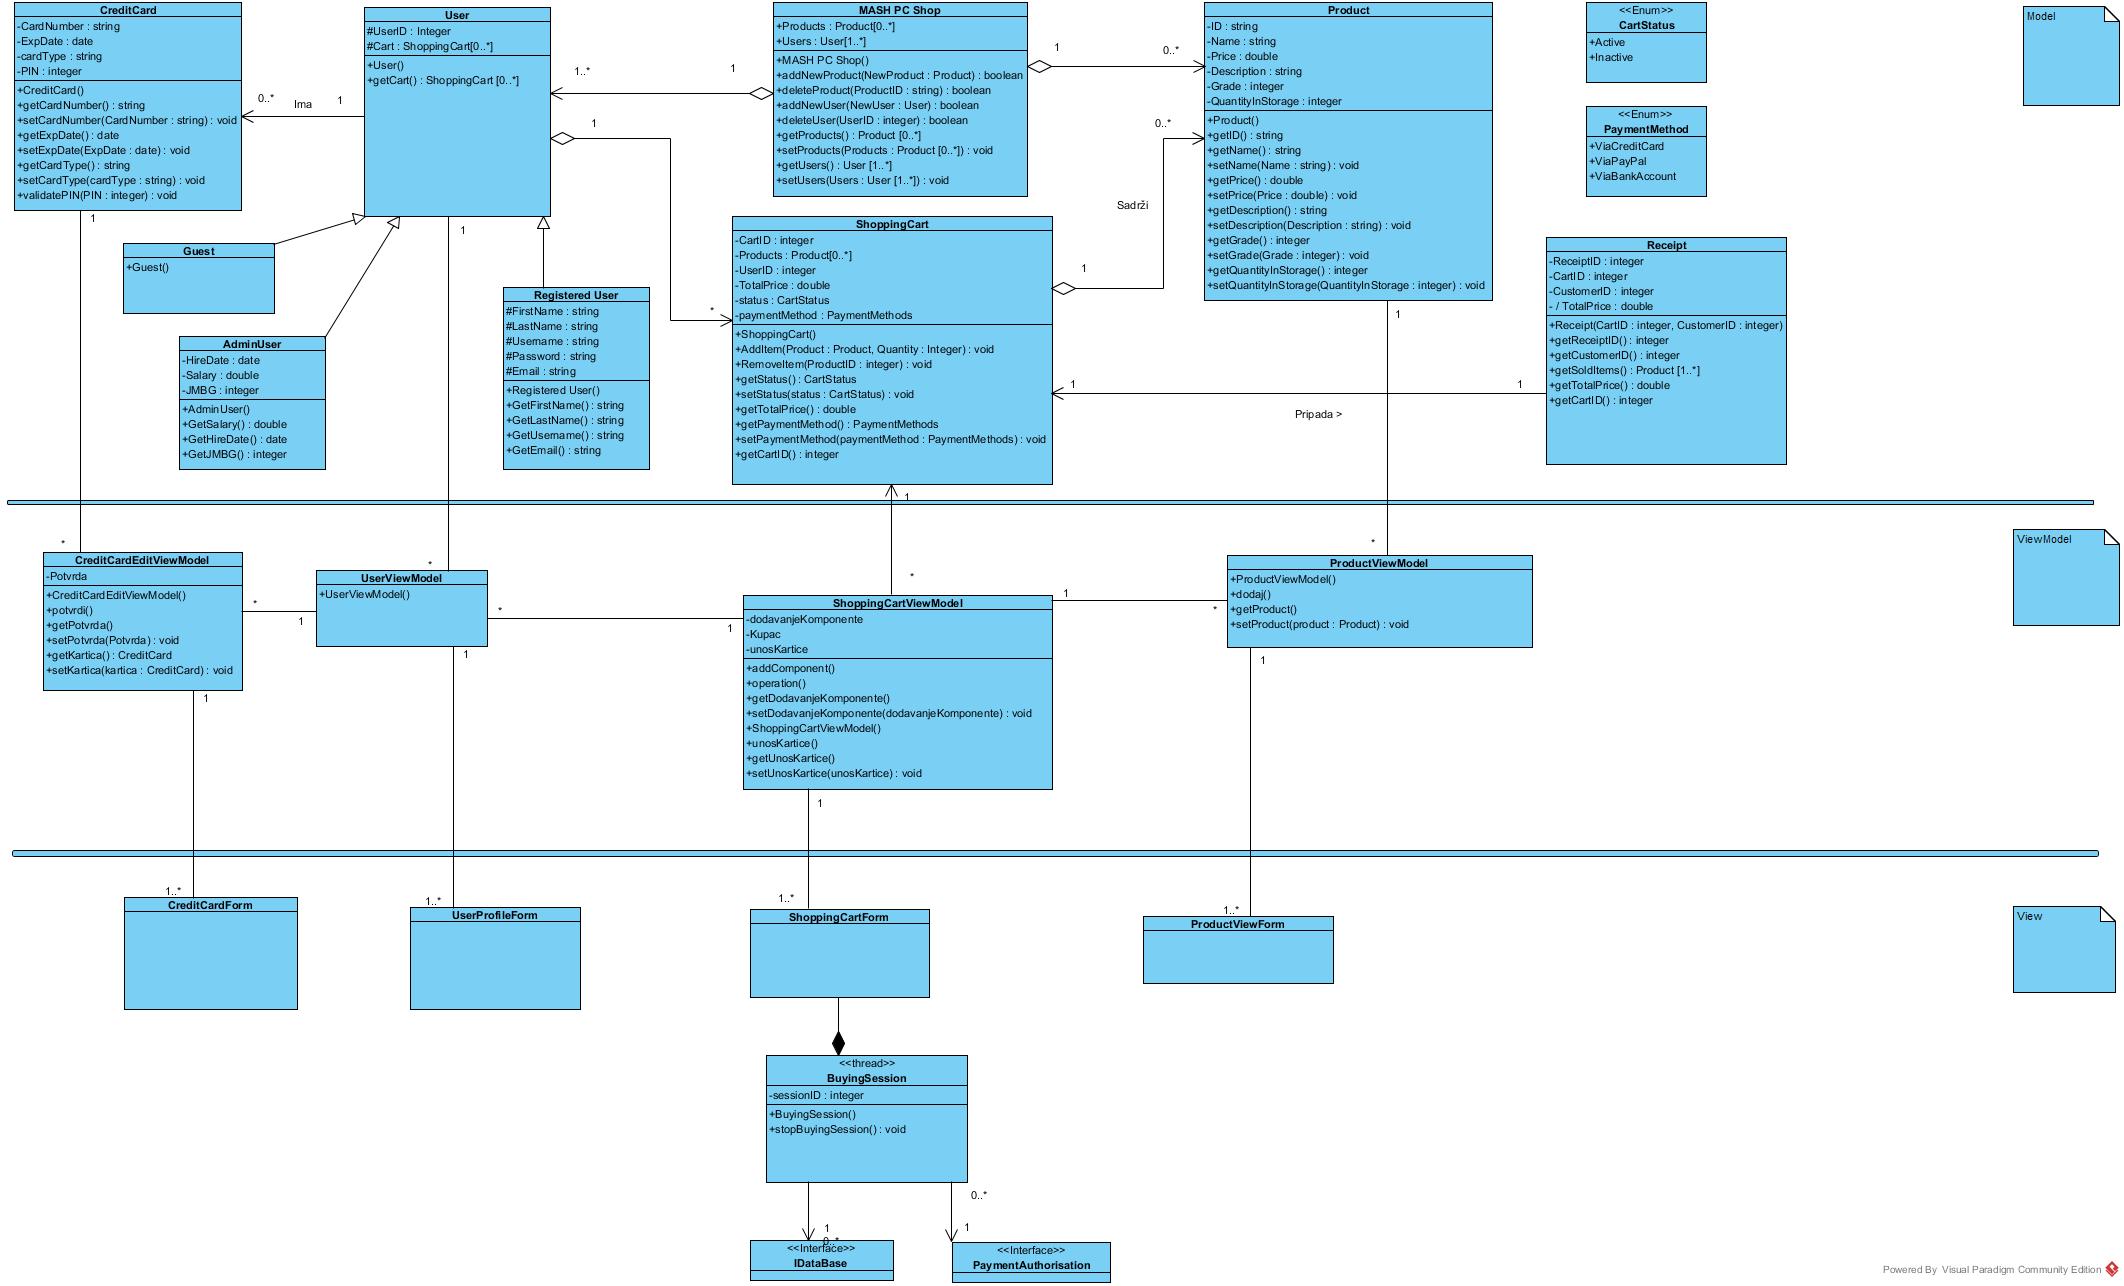 CreditCard
-CardNumber : string
-ExpDate : date
-cardType : string
-PIN : integer
+CreditCard()
+getCardNumber() : string
+setCardNumber(CardNumber : string) : void
+getExpDate() : date
+setExpDate(ExpDate : date) : void
+getCardType() : string
+setCardType(cardType : string) : void
+validatePIN(PIN : integer) : void
0..*
Ima
1
User
#UserID : Integer
#Cart : ShoppingCart[0..*]
+User()
+getCart() : ShoppingCart [0..*]
1..*
1
1
*
MASH PC Shop
+Products : Product[0..*]
+Users : User[1..*]
+MASH PC Shop()
+addNewProduct(NewProduct : Product) : boolean
+deleteProduct(ProductID : string) : boolean
+addNewUser(NewUser : User) : boolean
+deleteUser(UserID : integer) : boolean
+getProducts() : Product [0..*]
+setProducts(Products : Product [0..*]) : void
+getUsers() : User [1..*]
+setUsers(Users : User [1..*]) : void
1
0..*
Product
-ID : string
-Name : string
-Price : double
-Description : string
-Grade : integer
-QuantityInStorage : integer
+Product()
+getID() : string
+getName() : string
+setName(Name : string) : void
+getPrice() : double
+setPrice(Price : double) : void
+getDescription() : string
+setDescription(Description : string) : void
+getGrade() : integer
+setGrade(Grade : integer) : void
+getQuantityInStorage() : integer
+setQuantityInStorage(QuantityInStorage : integer) : void
0..*
Sadrži
1
<<Enum>>
CartStatus
+Active
+Inactive
<<Enum>>
PaymentMethod
+ViaCreditCard
+ViaPayPal
+ViaBankAccount
Model
Guest
+Guest()
AdminUser
-HireDate : date
-Salary : double
-JMBG : integer
+AdminUser()
+GetSalary() : double
+GetHireDate() : date
+GetJMBG() : integer
Registered User
#FirstName : string
#LastName : string
#Username : string
#Password : string
#Email : string
+Registered User()
+GetFirstName() : string
+GetLastName() : string
+GetUsername() : string
+GetEmail() : string
ShoppingCart
-CartID : integer
-Products : Product[0..*]
-UserID : integer
-TotalPrice : double
-status : CartStatus
-paymentMethod : PaymentMethods
+ShoppingCart()
+AddItem(Product : Product, Quantity : Integer) : void
+RemoveItem(ProductID : integer) : void
+getStatus() : CartStatus
+setStatus(status : CartStatus) : void
+getTotalPrice() : double
+getPaymentMethod() : PaymentMethods
+setPaymentMethod(paymentMethod : PaymentMethods) : void
+getCartID() : integer
1
1
Pripada >
Receipt
-ReceiptID : integer
-CartID : integer
-CustomerID : integer
- / TotalPrice : double
+Receipt(CartID : integer, CustomerID : integer)
+getReceiptID() : integer
+getCustomerID() : integer
+getSoldItems() : Product [1..*]
+getTotalPrice() : double
+getCartID() : integer
1
1
1
1
*
*
*
*
CreditCardEditViewModel
-Potvrda
+CreditCardEditViewModel()
+potvrdi()
+getPotvrda()
+setPotvrda(Potvrda) : void
+getKartica() : CreditCard
+setKartica(kartica : CreditCard) : void
*
1
UserViewModel
+UserViewModel()
*
1
ShoppingCartViewModel
-dodavanjeKomponente
-Kupac
-unosKartice
+addComponent()
+operation()
+getDodavanjeKomponente()
+setDodavanjeKomponente(dodavanjeKomponente) : void
+ShoppingCartViewModel()
+unosKartice()
+getUnosKartice()
+setUnosKartice(unosKartice) : void
1
*
ProductViewModel
+ProductViewModel()
+dodaj()
+getProduct()
+setProduct(product : Product) : void
ViewModel
1
1
1
1
1..*
1..*
1..*
1..*
CreditCardForm
UserProfileForm
ShoppingCartForm
ProductViewForm
View
<<thread>>
BuyingSession
-sessionID : integer
+BuyingSession()
+stopBuyingSession() : void
0..*
1
1
0..*
<<Interface>>
IDataBase
<<Interface>>
PaymentAuthorisation
Powered By Visual Paradigm Community Edition